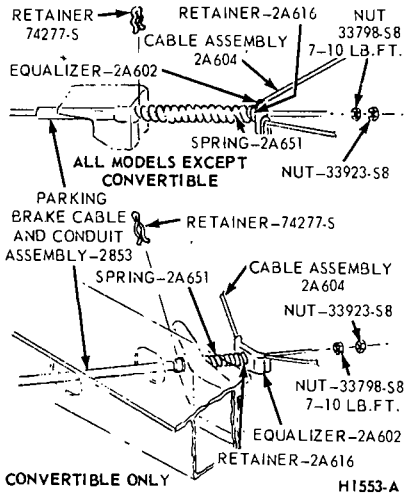 RETAINER
74277-S
RETAINER-2A616
NUT
33798-S8
7-10 LB.FT.
CABLE ASSEMBLY
2A604
EQUALIZER-2A602
SPRING-2A651
ALL MODELS EXCEPT
CONVERTIBLE
NUT-33923-S8
PARKING
BRAKE CABLE
AND CONDUIT
ASSEMBLY-2853
RETAINER-74277-S
SPRING-2A651
CABLE ASSEMBLY
2A604
NUT-33923-S8
NUT-33798-S8
7-10 LB.FT.
EQUALIZER-2A602
RETAINER-2A616
CONVERTIBLE ONLY
H1553-A